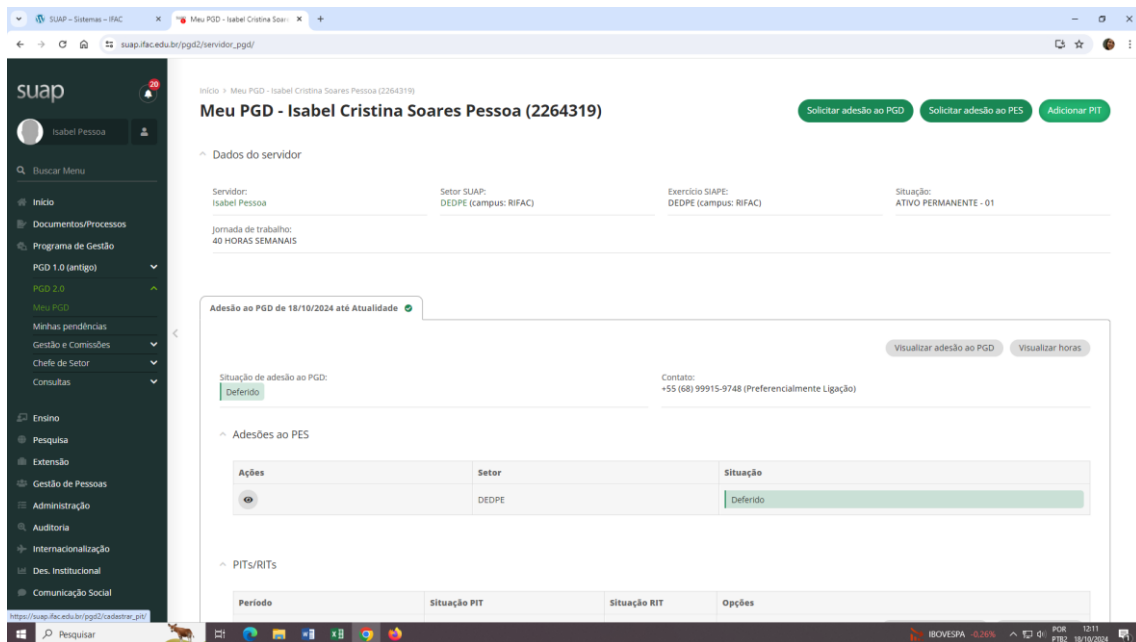 SUAP – Sistemas – IFAC
Meu PGD - Isabel Cristina Soare
suap.ifac.edu.br/pgd2/servidor_pgd/
suap
20
Isabel Pessoa
Buscar Menu
Início
Documentos/Processos
Programa de Gestão
PGD 1.0 (antigo)
PGD 2.0
Meu PGD
Minhas pendências
Gestão e Comissões
Chefe de Setor
Consultas
Ensino
Pesquisa
Extensão
Gestão de Pessoas
Administração
Auditoria
Internacionalização
Des. Institucional
Comunicação Social
https://suap.ifac.edu.br/pgd2/cadastrar_pit/
Início > Meu PGD - Isabel Cristina Soares Pessoa (2264319)
Meu PGD - Isabel Cristina Soares Pessoa (2264319)
Solicitar adesão ao PGD Solicitar adesão ao PES Adicionar PIT
Dados do servidor
Servidor: Setor SUAP: Exercício SIAPE: Situação:
Isabel Pessoa DEDPE (campus: RIFAC) DEDPE (campus: RIFAC) ATIVO PERMANENTE - 01
Jornada de trabalho:
40 HORAS SEMANAIS
Adesão ao PGD de 18/10/2024 até Atualidade
Visualizar adesão ao PGD Visualizar horas
Situação de adesão ao PGD: Contato:
Deferido +55 (68) 99915-9748 (Preferencialmente Ligação)
Adesões ao PES
Ações Setor Situação
DEDPE Deferido
PITs/RITs
Período Situação PIT Situação RIT Opções
Pesquisar
IBOVESPA -0.26%
POR 12:11
PTB2 18/10/2024